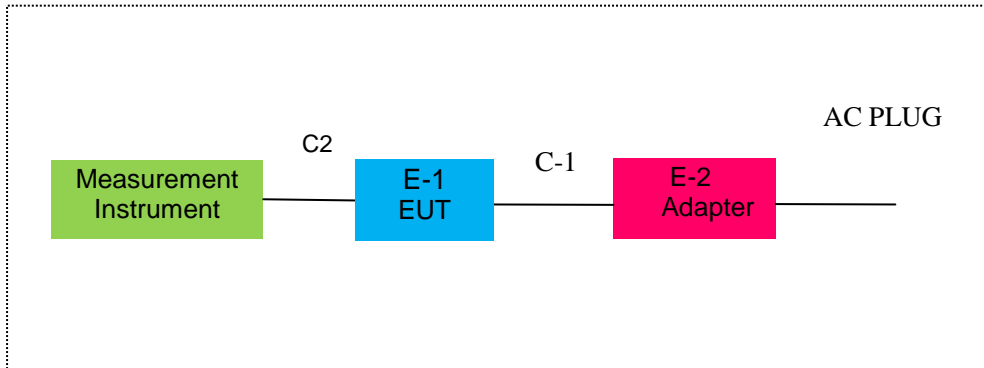 AC PLUG
C2
C-1
Measurement
Instrument
E-1
EUT
E-2
Adapter